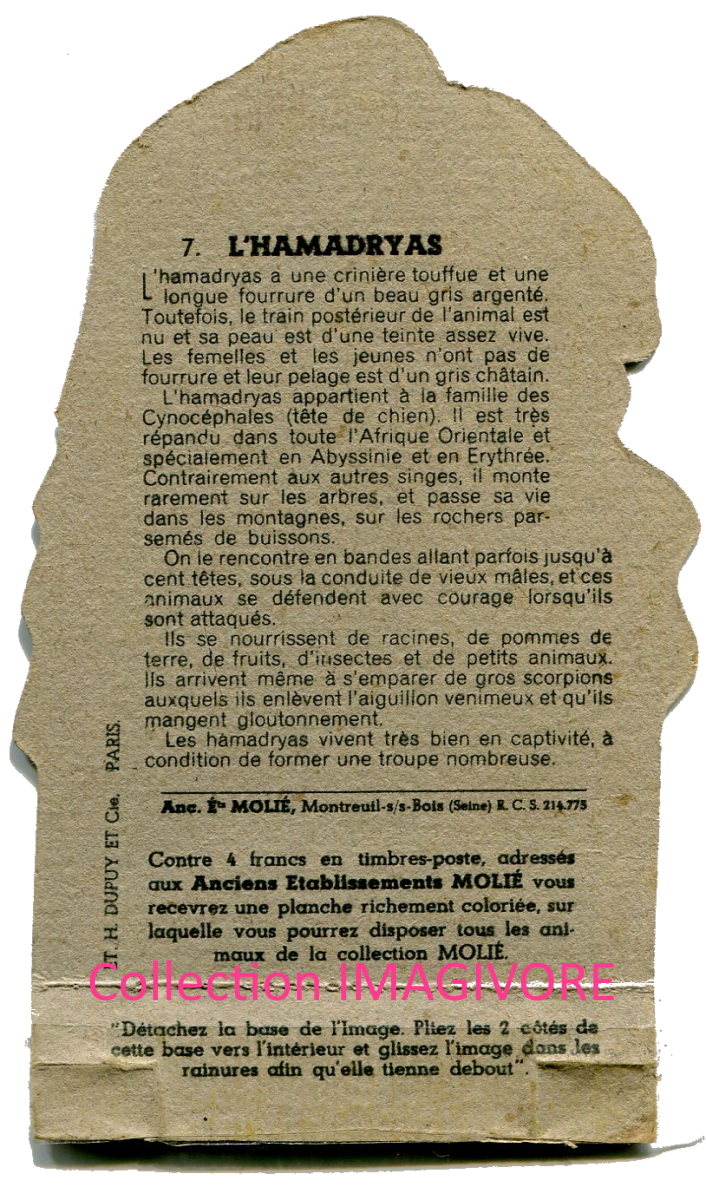 7. L'HAMADRYAS
L'hamadryas a une crinière touffue et une
longue fourrure d'un beau gris argenté.
Toutefois, le train postérieur de l'animal est
nu et sa peau est d'une teinte assez vive.
Les femelles et les jeunes n'ont pas de
fourrure et leur pelage est d'un gris châtain.
L'hamadryas appartient à la famille des
Cynocéphales (tête de chien). Il est très
répandu dans toute l'Afrique Orientale et
spécialement en Abyssinie et en Erythrée.
Contrairement aux autres singes, il monte
rarement sur les arbres, et passe sa vie
dans les montagnes, sur les rochers par-
semés de buissons.
On le rencontre en bandes allant parfois jusqu'à
cent têtes, sous la conduite de vieux mâles, et ces
animaux se défendent avec courage lorsqu'ils
sont attaqués.
Ils se nourrissent de racines, de pommes de
terre, de fruits, d'insectes et de petits animaux.
Ils arrivent même à s'emparer de gros scorpions
auxquels ils enlèvent l'aiguillon venimeux et qu'ils
mangent gloutonnement.
Les hamadryas vivent très bien en captivité, à
condition de former une troupe nombreuse.
Anc. Éts MOLIÉ, Montreuil-s/s-Bois (Seine) R. C. S. 214.775
Contre 4 francs en timbres-poste, adressés
aux Anciens Etablissements MOLIÉ vous
recevrez une planche richement coloriée, sur
laquelle vous pourrez disposer tous les ani-
maux de la collection MOLIÉ.
LT. H. DUPUY ET Cie. PARIS.
Collection IMAGIVORE
"Détachez la base de l'Image. Pliez les 2 côtés de
cette base vers l'intérieur et glissez l'image dans les
rainures afin qu'elle tienne debout".